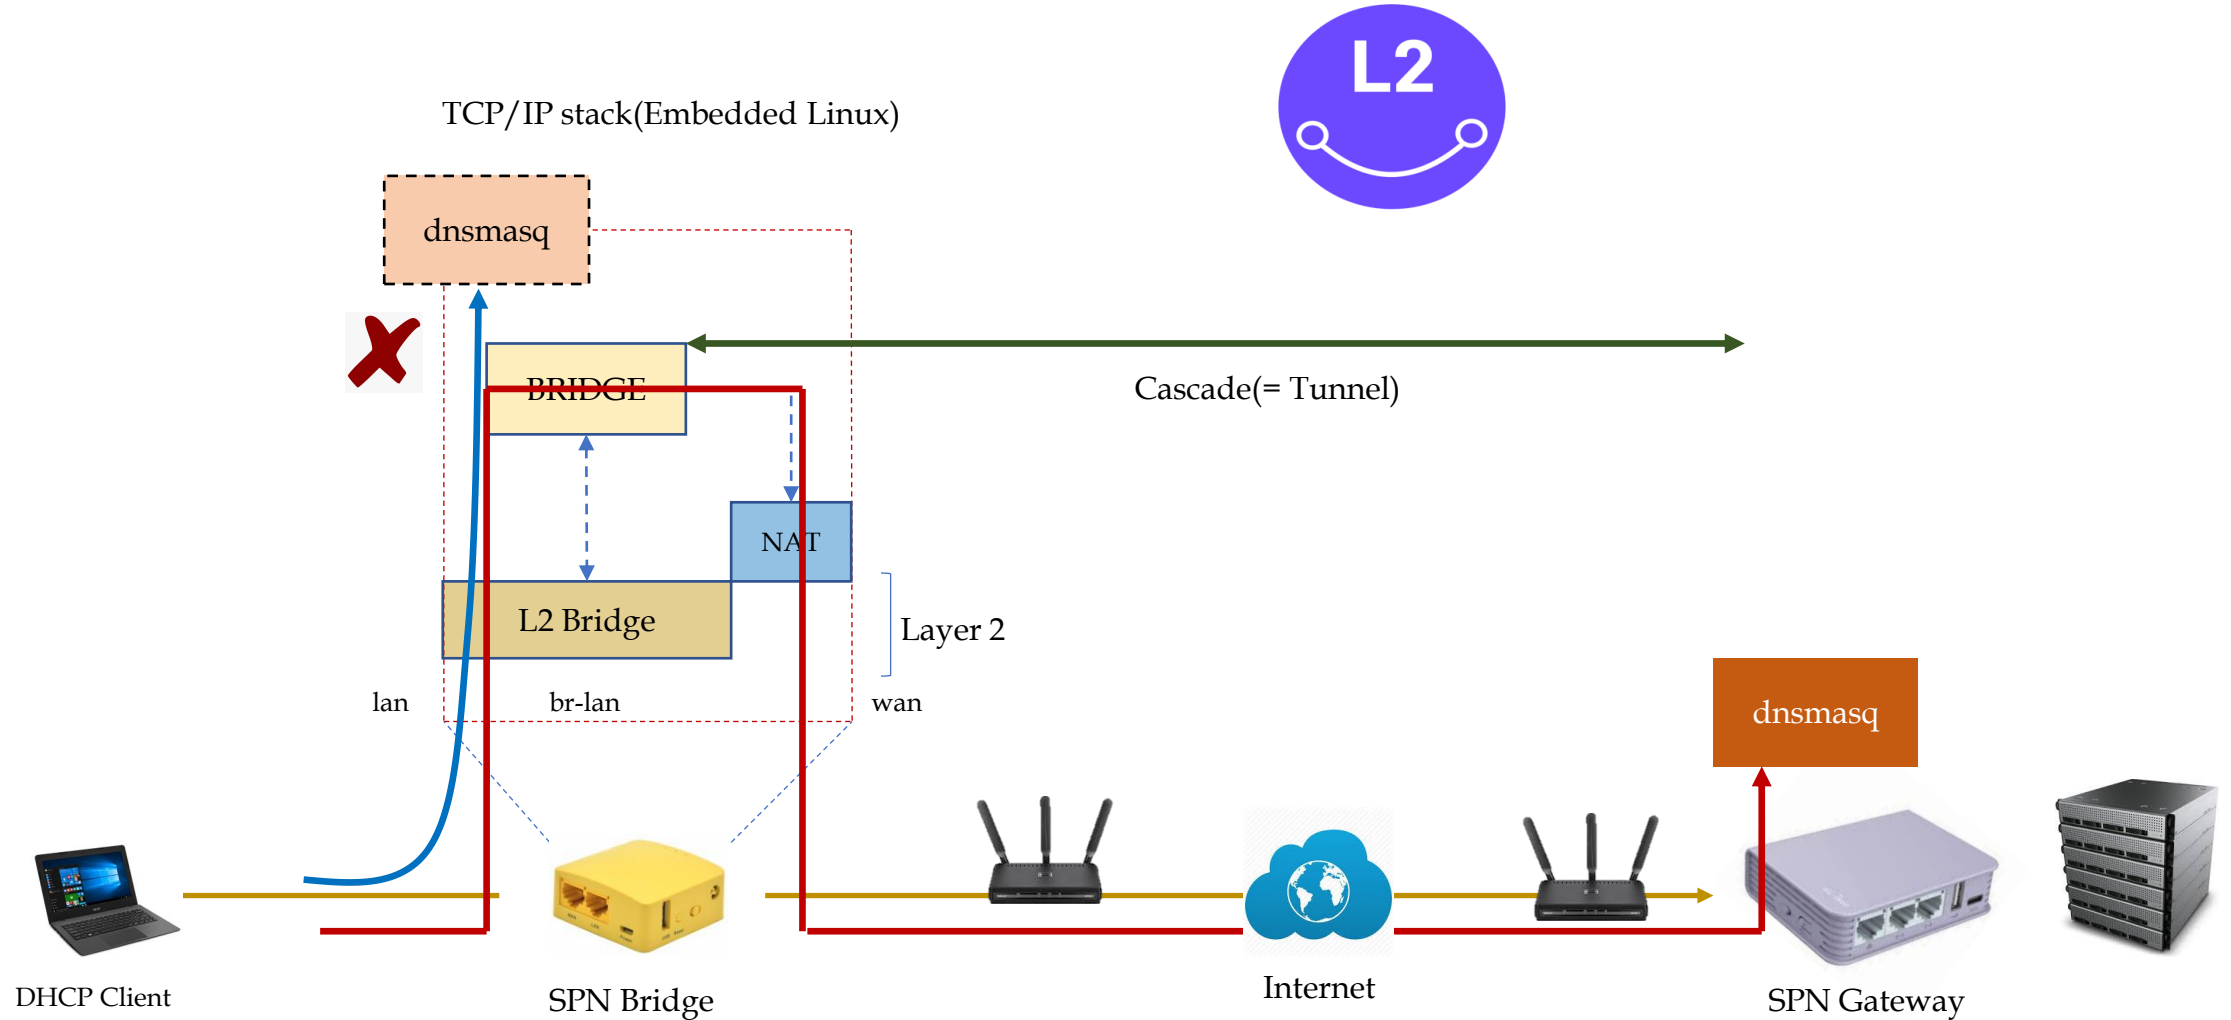 L2
TCP/IP stack(Embedded Linux)
dnsmasq
BRIDGE
Cascade(= Tunnel)
NAT
L2 Bridge
Layer 2
lan
br-lan
wan
dnsmasq
DHCP Client
SPN Bridge
Internet
SPN Gateway